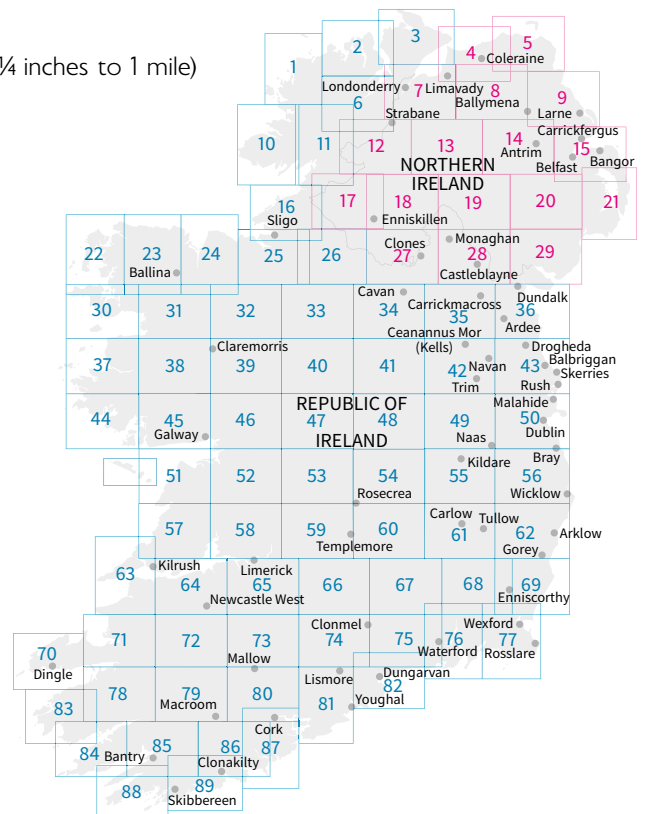 ¼ inches to 1 mile)
3
5
2
4
Coleraine
1
Londonderry
7
Limavady
8
6
Ballymena
9
Strabane
Larne
10
11
12
13
14
Carrickfergus
15
Antrim
Belfast
Bangor
NORTHERN
IRELAND
16
17
18
19
20
21
Sligo
Enniskillen
22
23
24
25
26
Clones
27
Monaghan
28
29
Ballina
Castleblayne
30
31
32
33
Cavan
34
Carrickmacross
35
Dundalk
36
Ardee
Ceanannus Mor
(Kells)
37
38
Claremorris
39
40
41
42
Navan
Trim
Drogheda
43
Balbriggan
Skerries
Rush
REPUBLIC OF
IRELAND
Malahide
44
45
46
47
48
49
50
Galway
Naas
Dublin
Bray
51
52
53
54
Kildare
55
56
Rosecrea
Wicklow
57
58
59
60
Carlow
61
Tullow
62
Arklow
Templemore
Gorey
63
Kilrush
64
Limerick
65
66
67
68
69
Newcastle West
Enniscorthy
70
Dingle
71
72
73
Clonmel
74
75
76
Wexford
77
Mallow
Waterford
Rosslare
78
79
80
Lismore
81
Dungarvan
82
83
Macroom
Youghal
Cork
84
Bantry
85
86
87
Clonakilty
88
89
Skibbereen